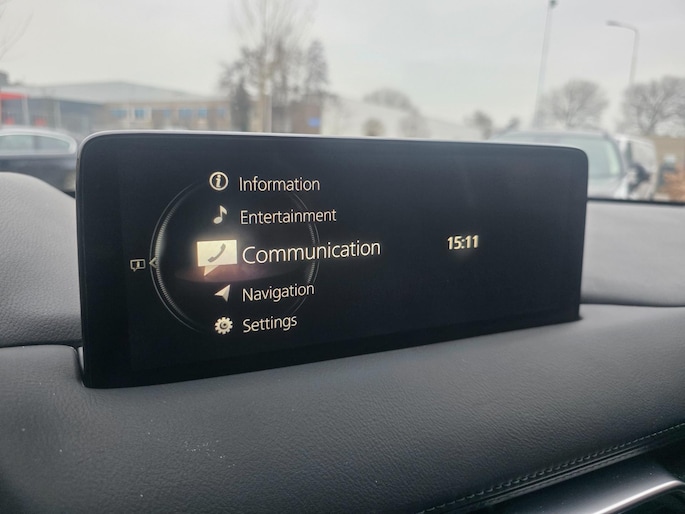 Information
Entertainment
Communication
15:11
Navigation
Settings